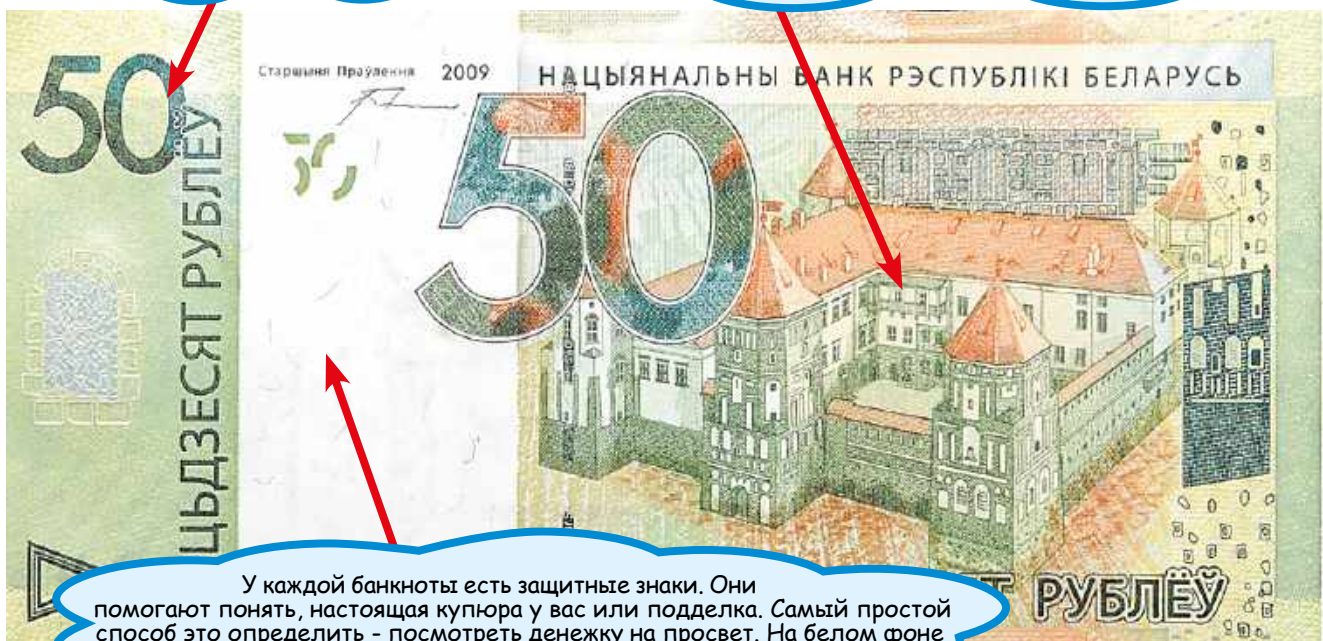 50
Старшыня Праўлення 2009
НАЦЫЯНАЛЬНЫ БАНК РЭСПУБЛІКІ БЕЛАРУСЬ
50
РУБЛЁЎ
У каждой банкноты есть защитные знаки. Они
помогают понять, настоящая купюра у вас или подделка. Самый простой
способ это определить - посмотреть денежку на просвет. На белом фоне
РУБЛЁЎ